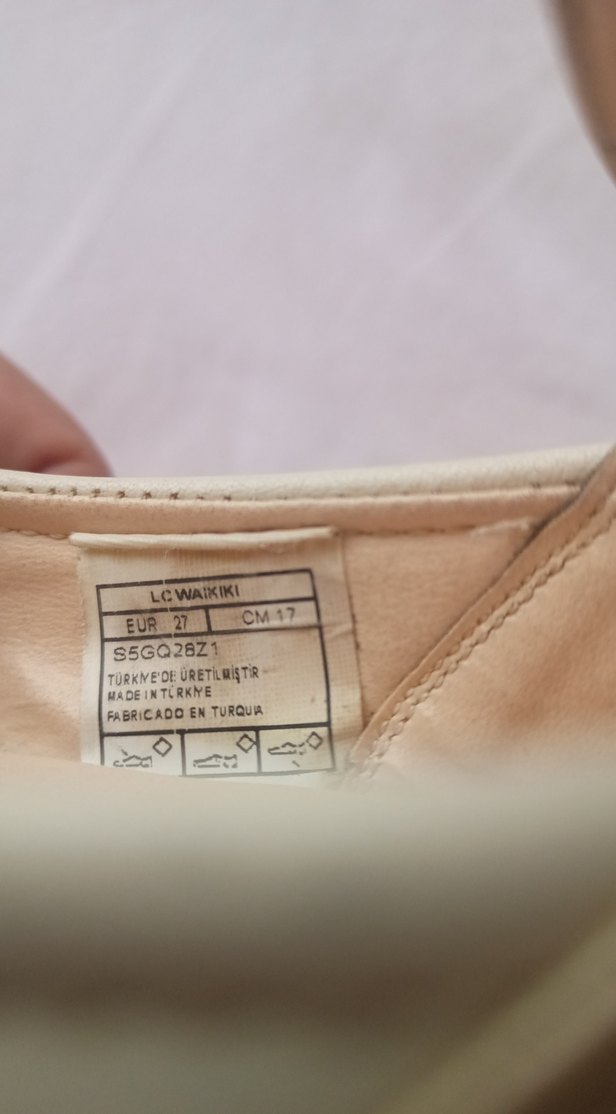 LC WAIKIKI
EUR 27 CM 17
S5GQ28Z1
TÜRKİYE'DE ÜRETİLMİŞTİR
MADE IN TÜRKİYE
FABRICADO EN TURQUIA